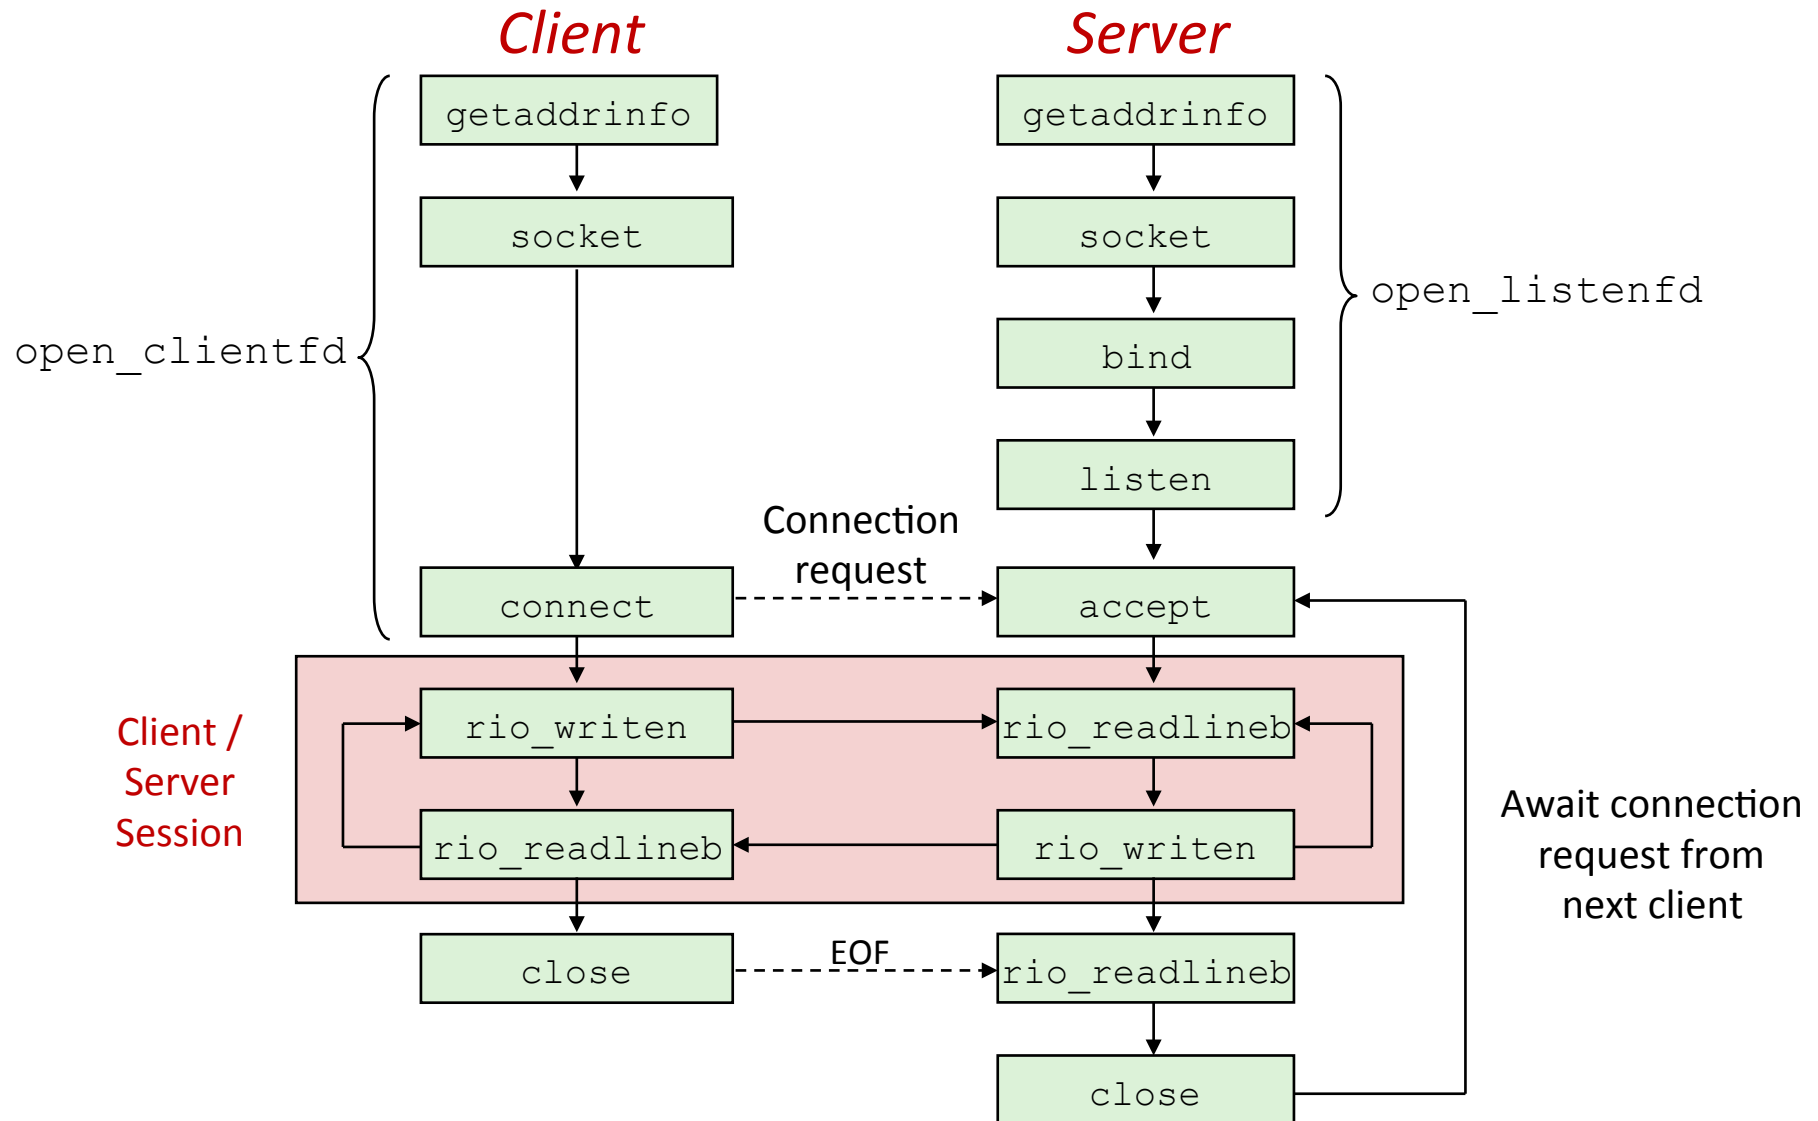 Client
Server
getaddrinfo
getaddrinfo
socket
socket
open_listenfd
open_clientfd
bind
listen
Connection
request
connect
accept
Client /
Server
Session
rio_writen
rio_readlineb
rio_readlineb
rio_writen
Await connection
request from
next client
close
EOF
rio_readlineb
close